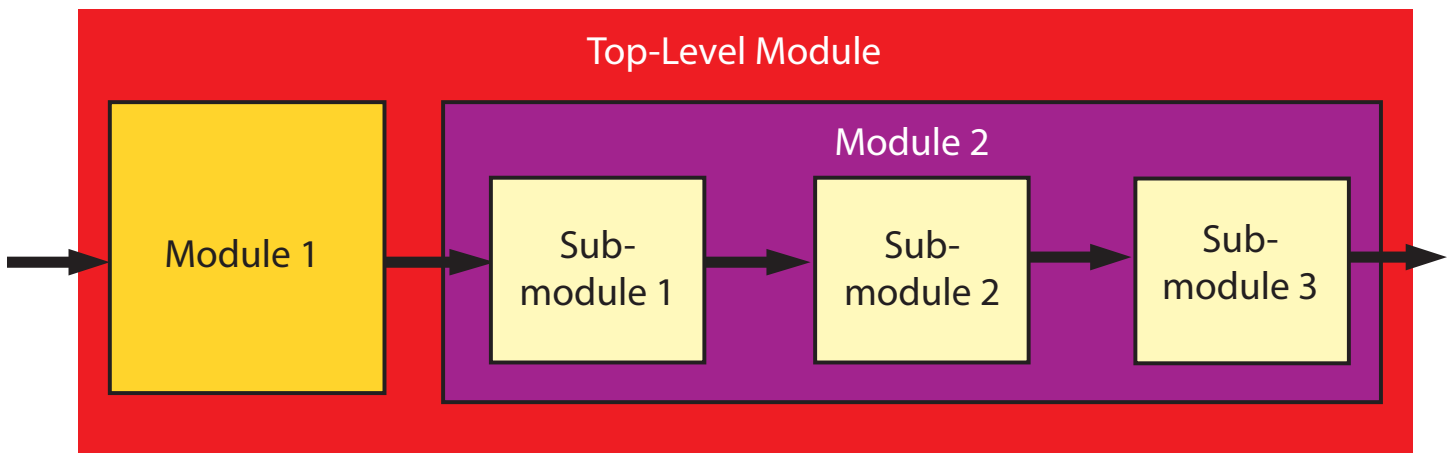 Top-Level Module
Module 2
Module 1
Sub-
module 1
Sub-
module 2
Sub-
module 3